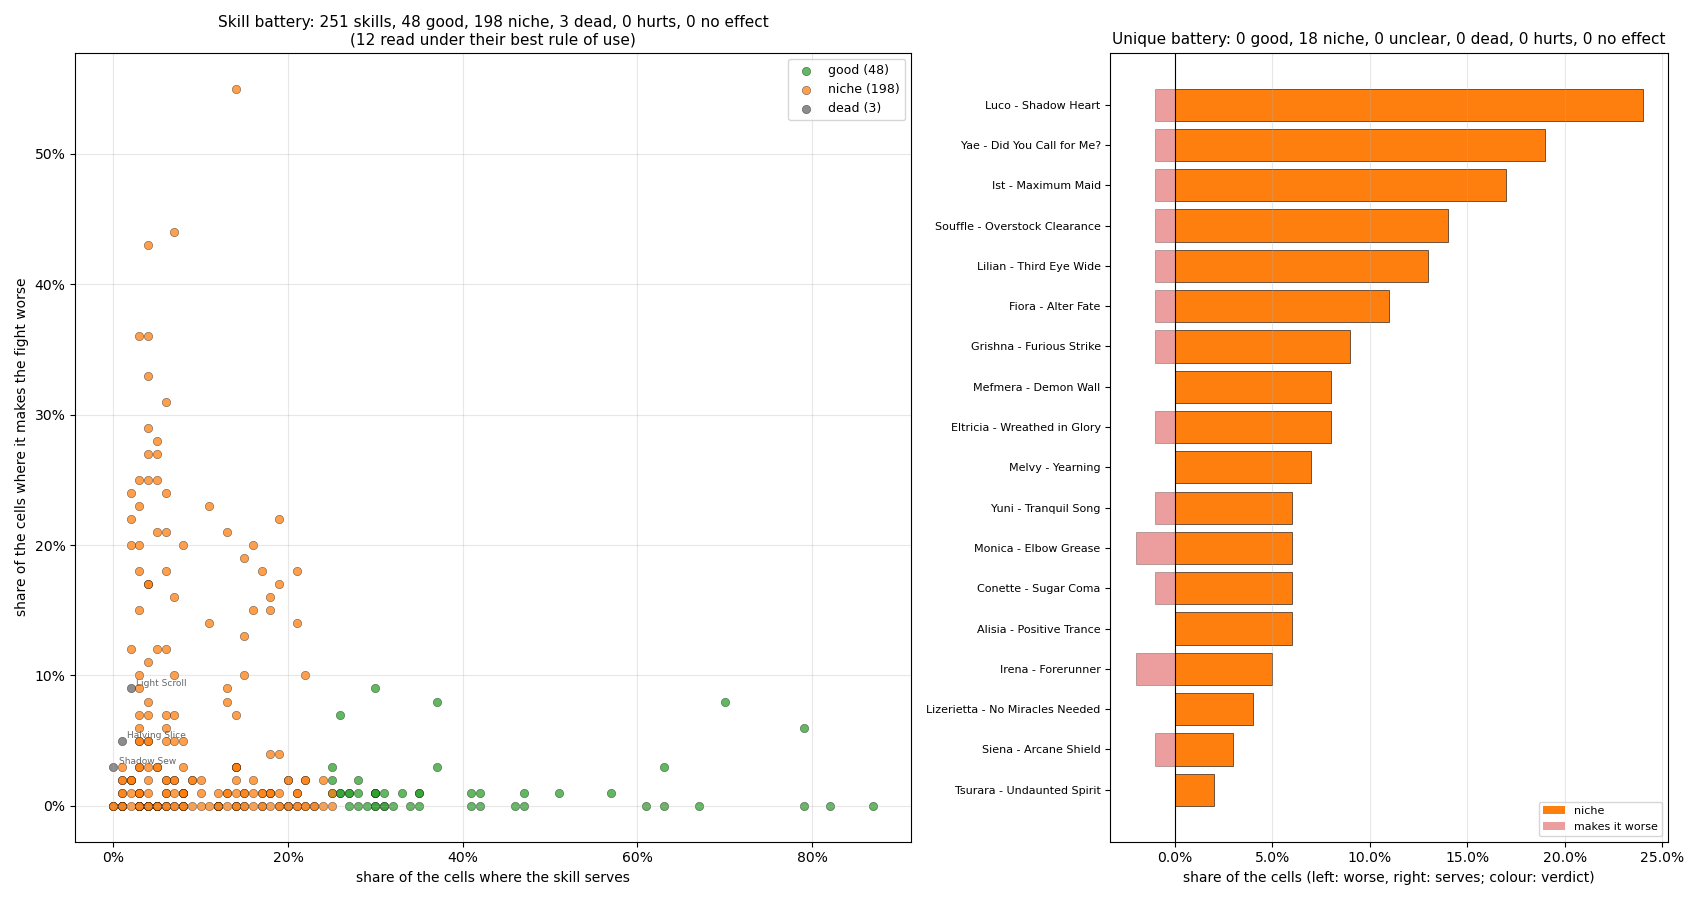 Skill battery: 251 skills, 48 good, 198 niche, 3 dead, 0 hurts, 0 no effect
(12 read under their best rule of use)
good (48)
niche (198)
dead (3)
50%
40%
30%
20%
10%
0%
share of the cells where it makes the fight worse
Light Scroll
Halving Slice
Shadow Sew
0%
20%
40%
60%
80%
share of the cells where the skill serves
Unique battery: 0 good, 18 niche, 0 unclear, 0 dead, 0 hurts, 0 no effect
Luco - Shadow Heart
Yae - Did You Call for Me?
Ist - Maximum Maid
Souffle - Overstock Clearance
Lilian - Third Eye Wide
Fiora - Alter Fate
Grishna - Furious Strike
Mefmera - Demon Wall
Eltricia - Wreathed in Glory
Melvy - Yearning
Yuni - Tranquil Song
Monica - Elbow Grease
Conette - Sugar Coma
Alisia - Positive Trance
Irena - Forerunner
Lizerietta - No Miracles Needed
Siena - Arcane Shield
Tsurara - Undaunted Spirit
niche
makes it worse
0.0%
5.0%
10.0%
15.0%
20.0%
25.0%
share of the cells (left: worse, right: serves; colour: verdict)